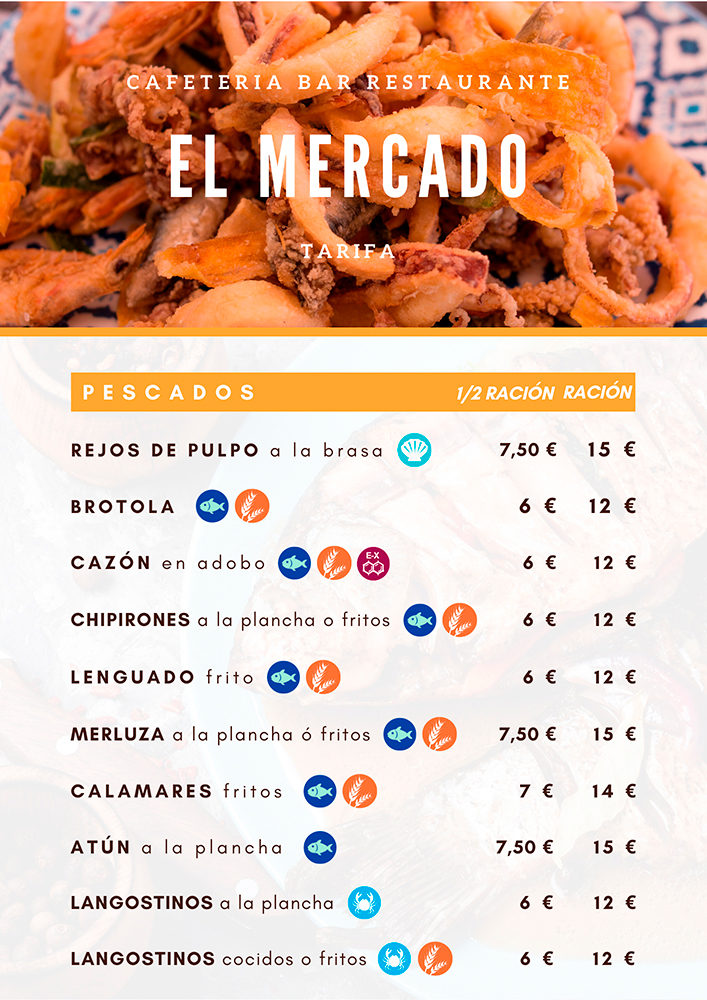 CAFETERIA BAR RESTAURANTE
EL MERCADO
TARIFA
PESCADOS 1/2 RACIÓN RACIÓN
REJOS DE PULPO a la brasa 7,50 € 15 €
BROTOLA 6 € 12 €
CAZÓN en adobo E-X 6 € 12 €
CHIPIRONES a la plancha o fritos 6 € 12 €
LENGUADO frito 6 € 12 €
MERLUZA a la plancha ó fritos 7,50 € 15 €
CALAMARES fritos 7 € 14 €
ATÚN a la plancha 7,50 € 15 €
LANGOSTINOS a la plancha 6 € 12 €
LANGOSTINOS cocidos o fritos 6 € 12 €